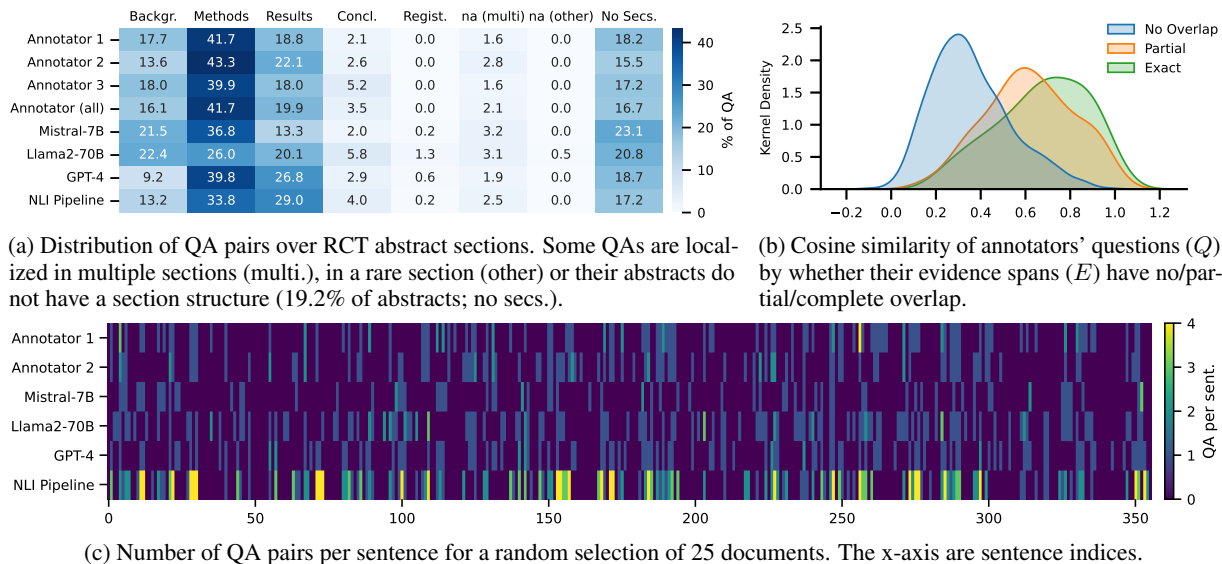 Backgr. Methods Results Concl. Regist. na (multi) na (other) No Secs.
Annotator 1 17.7 41.7 18.8 2.1 0.0 1.6 0.0 18.2
Annotator 2 13.6 43.3 22.1 2.6 0.0 2.8 0.0 15.5
Annotator 3 18.0 39.9 18.0 5.2 0.0 1.6 0.0 17.2
Annotator (all) 16.1 41.7 19.9 3.5 0.0 2.1 0.0 16.7
Mistral-7B 21.5 36.8 13.3 2.0 0.2 3.2 0.0 23.1
Llama2-70B 22.4 26.0 20.1 5.8 1.3 3.1 0.5 20.8
GPT-4 9.2 39.8 26.8 2.9 0.6 1.9 0.0 18.7
NLI Pipeline 13.2 33.8 29.0 4.0 0.2 2.5 0.0 17.2
40
30
20
10
0
% of QA
(a) Distribution of QA pairs over RCT abstract sections. Some QAs are local-
ized in multiple sections (multi.), in a rare section (other) or their abstracts do
not have a section structure (19.2% of abstracts; no secs.).
No Overlap
Partial
Exact
Kernel Density
2.5
2.0
1.5
1.0
0.5
0.0
−0.2 0.0 0.2 0.4 0.6 0.8 1.0 1.2
(b) Cosine similarity of annotators' questions (Q)
by whether their evidence spans (E) have no/par-
tial/complete overlap.
Annotator 1
Annotator 2
Mistral-7B
Llama2-70B
GPT-4
NLI Pipeline
0 50 100 150 200 250 300 350
4
3
2
1
0
QA per sent.
(c) Number of QA pairs per sentence for a random selection of 25 documents. The x-axis are sentence indices.